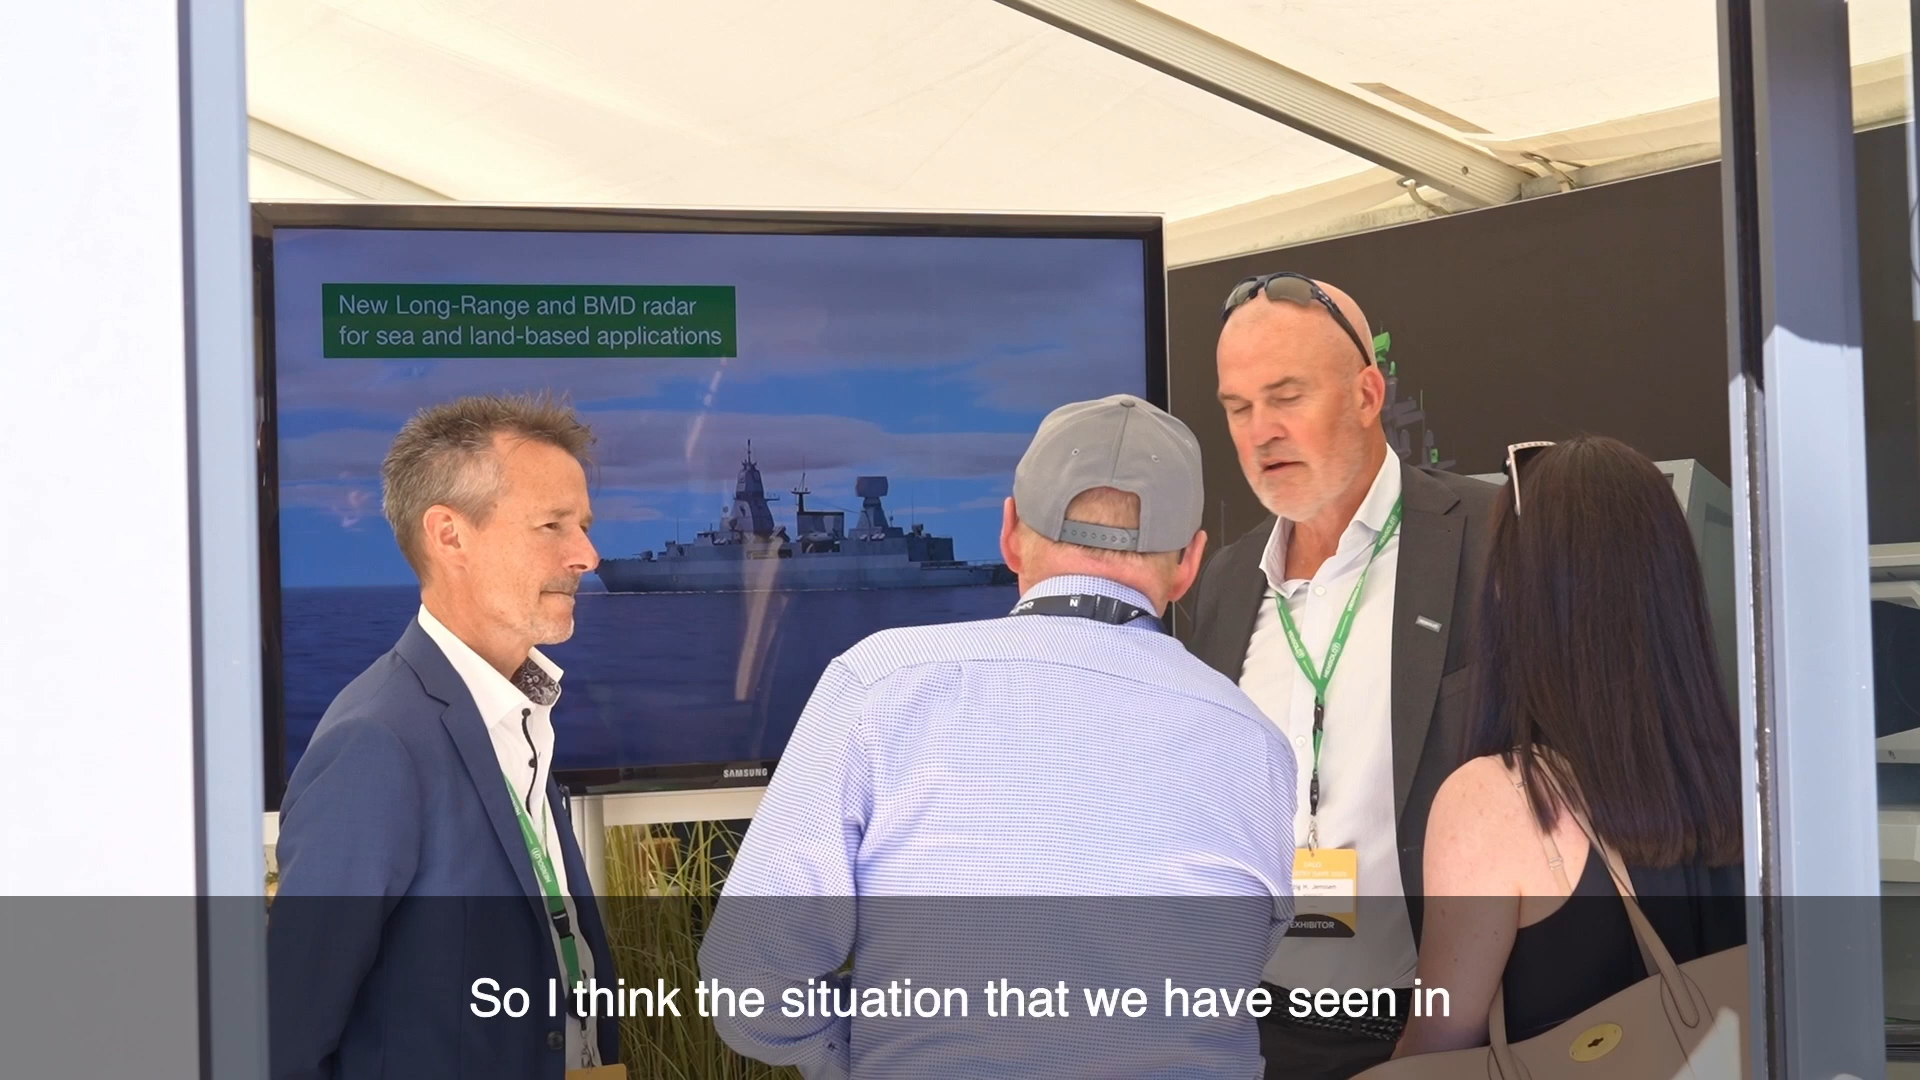 New Long-Range and BMD radar
for sea and land-based applications
SAMSUNG
N
H. Jenssen
EXHIBITOR
So I think the situation that we have seen in